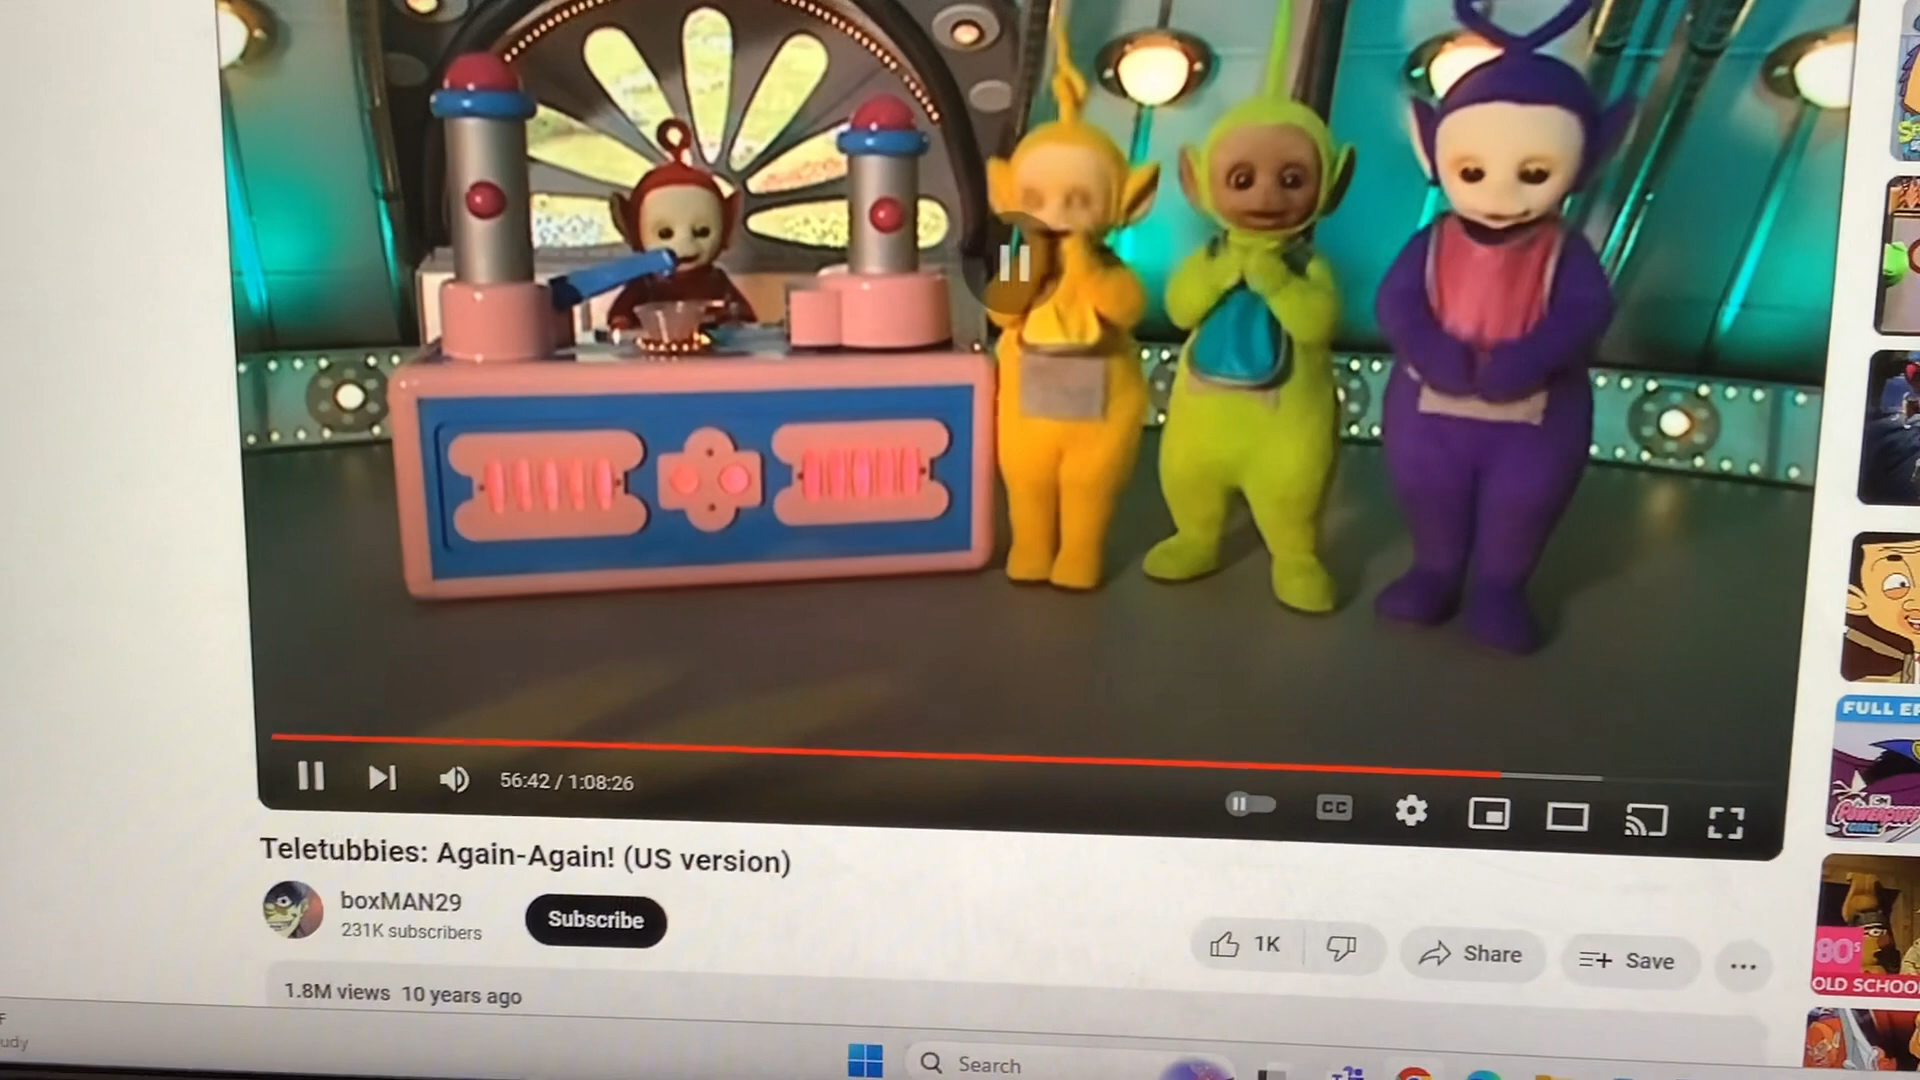 56:42 / 1:08:26
CC
Teletubbies: Again-Again! (US version)
boxMAN29
231K subscribers
Subscribe
1K
Share
Save
1.8M views 10 years ago
Search
FULL
80s
OLD SCHOO